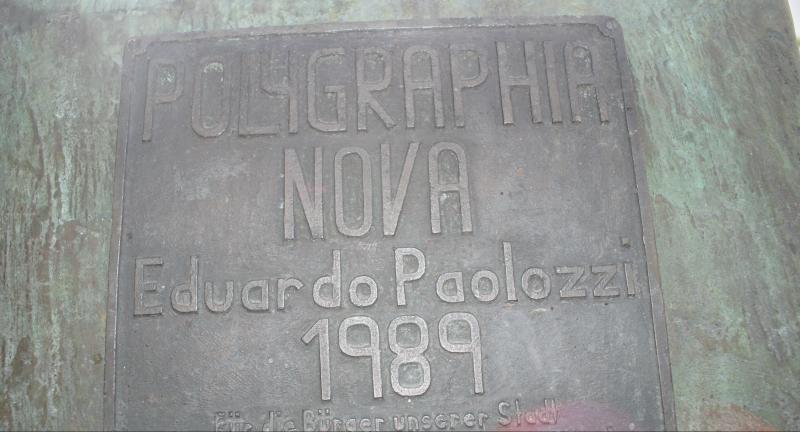 POLYGRAPHIA
NOVA
Eduardo Paolozzi
1989
Für die Bürger unserer Stadt